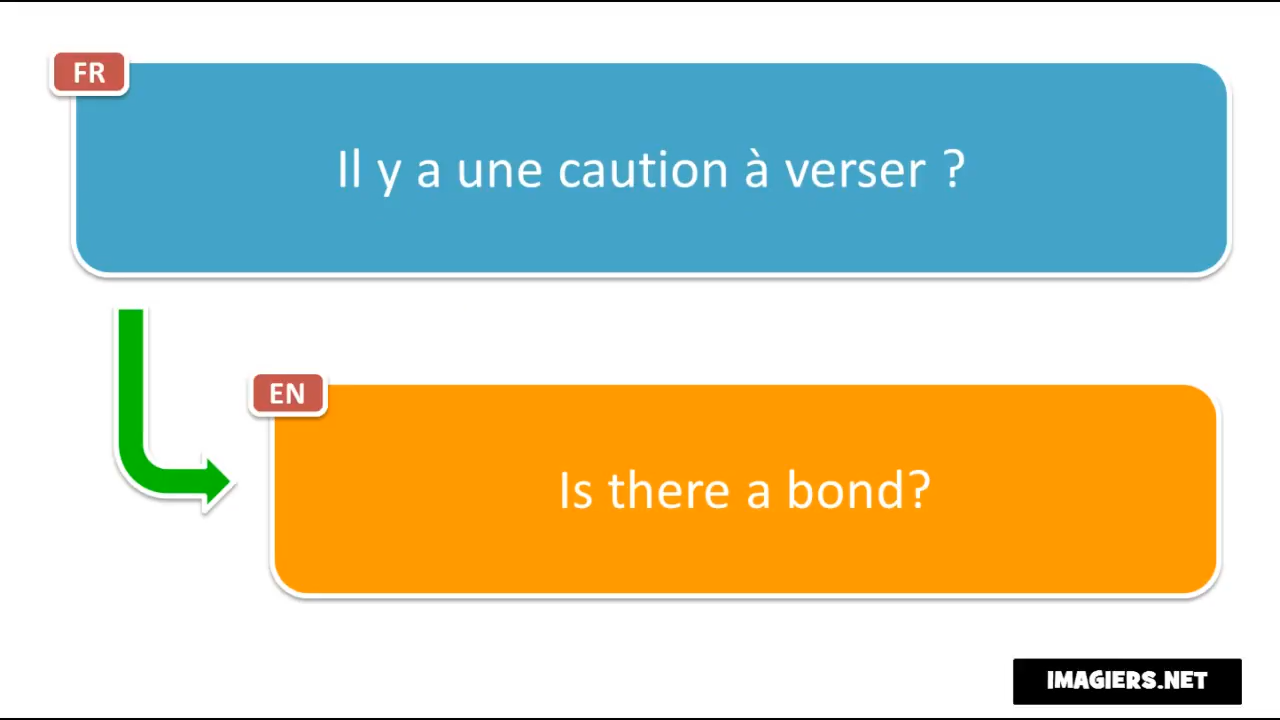 FR
Il y a une caution à verser ?
EN
Is there a bond?
IMAGIERS.NET